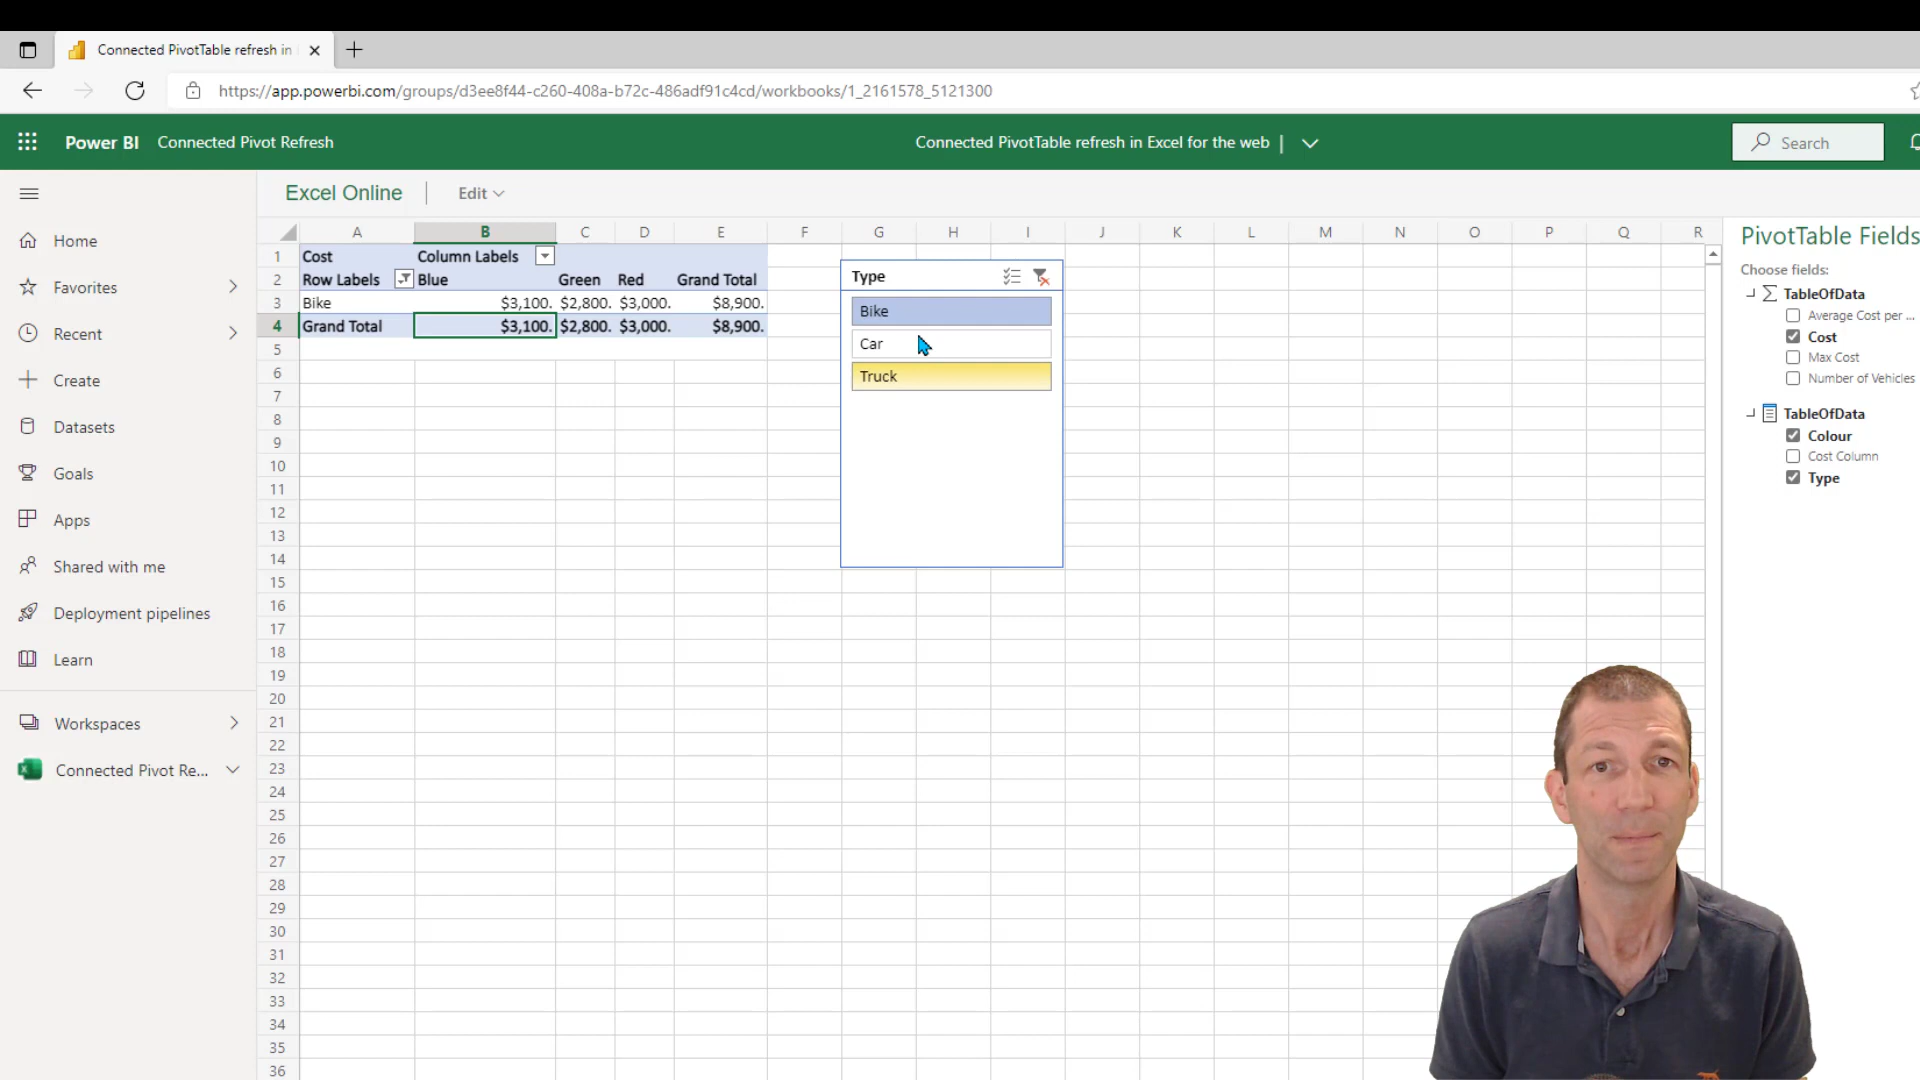 Connected PivotTable refresh in
https://app.powerbi.com/groups/d3ee8f44-c260-408a-b72c-486adf91c4cd/workbooks/1_2161578_5121300
Power BI Connected Pivot Refresh
Connected PivotTable refresh in Excel for the web |
Search
Excel Online
Edit
Home
Favorites
Recent
Create
Datasets
Goals
Apps
Shared with me
Deployment pipelines
Learn
Workspaces
Connected Pivot Re...
A B C D E F G H I J K L M N O P Q R
1 Cost Column Labels
2 Row Labels Blue Green Red Grand Total
3 Bike $3,100. $2,800. $3,000. $8,900.
4 Grand Total $3,100. $2,800. $3,000. $8,900.
5
6
7
8
9
10
11
12
13
14
15
16
17
18
19
20
21
22
23
24
25
26
27
28
29
30
31
32
33
34
35
36
Type
Bike
Car
Truck
PivotTable Fields
Choose fields:
TableOfData
Average Cost per ...
Cost
Max Cost
Number of Vehicles
TableOfData
Colour
Cost Column
Type